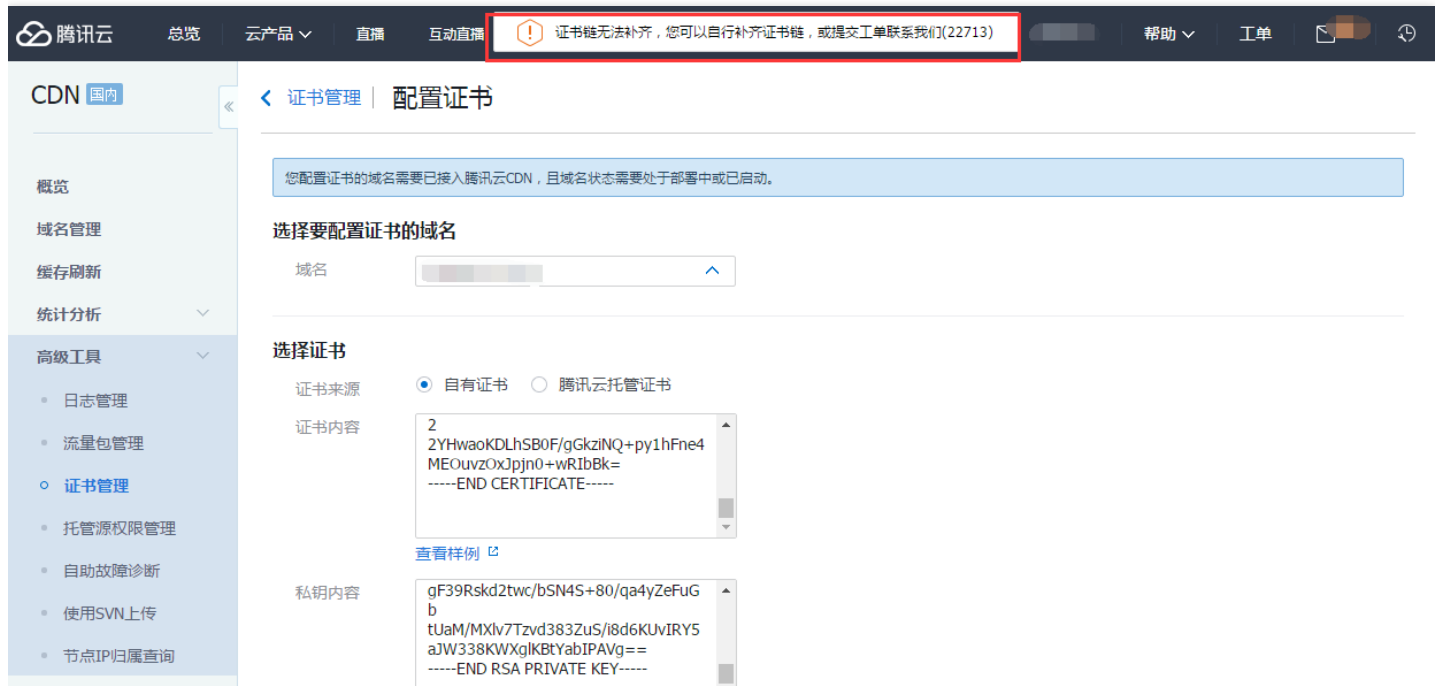 腾讯云 总览 云产品 直播 互动直播 证书链无法补齐，您可以自行补齐证书链，或提交工单联系我们(22713) 帮助 工单
CDN 国内
«
证书管理 配置证书
您配置证书的域名需要已接入腾讯云CDN，且域名状态需要处于部署中或已启动。
概览
域名管理
缓存刷新
统计分析
高级工具
日志管理
流量包管理
证书管理
托管源权限管理
自助故障诊断
使用SVN上传
节点IP归属查询
选择要配置证书的域名
域名
选择证书
证书来源 自有证书 腾讯云托管证书
证书内容
2
2YHwaoKDLhSB0F/gGkziNQ+py1hFne4
MEOuvzOxJpjn0+wRIbBk=
-----END CERTIFICATE-----
查看样例
私钥内容
gF39Rskd2twc/bSN4S+80/qa4yZeFuG
b
tUaM/MXlv7Tzvd383ZuS/i8d6KUvIRY5
aJW338KWXglKBtYabIPAVg==
-----END RSA PRIVATE KEY-----